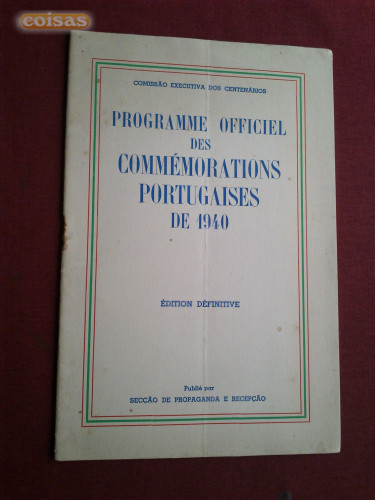 coisas
COMISSÃO EXECUTIVA DOS CENTENÁRIOS
PROGRAMME OFFICIEL
DES
COMMÉMORATIONS
PORTUGAISES
DE 1940
ÉDITION DÉFINITIVE
Publié par
SECÇÃO DE PROPAGANDA E RECEPÇÃO